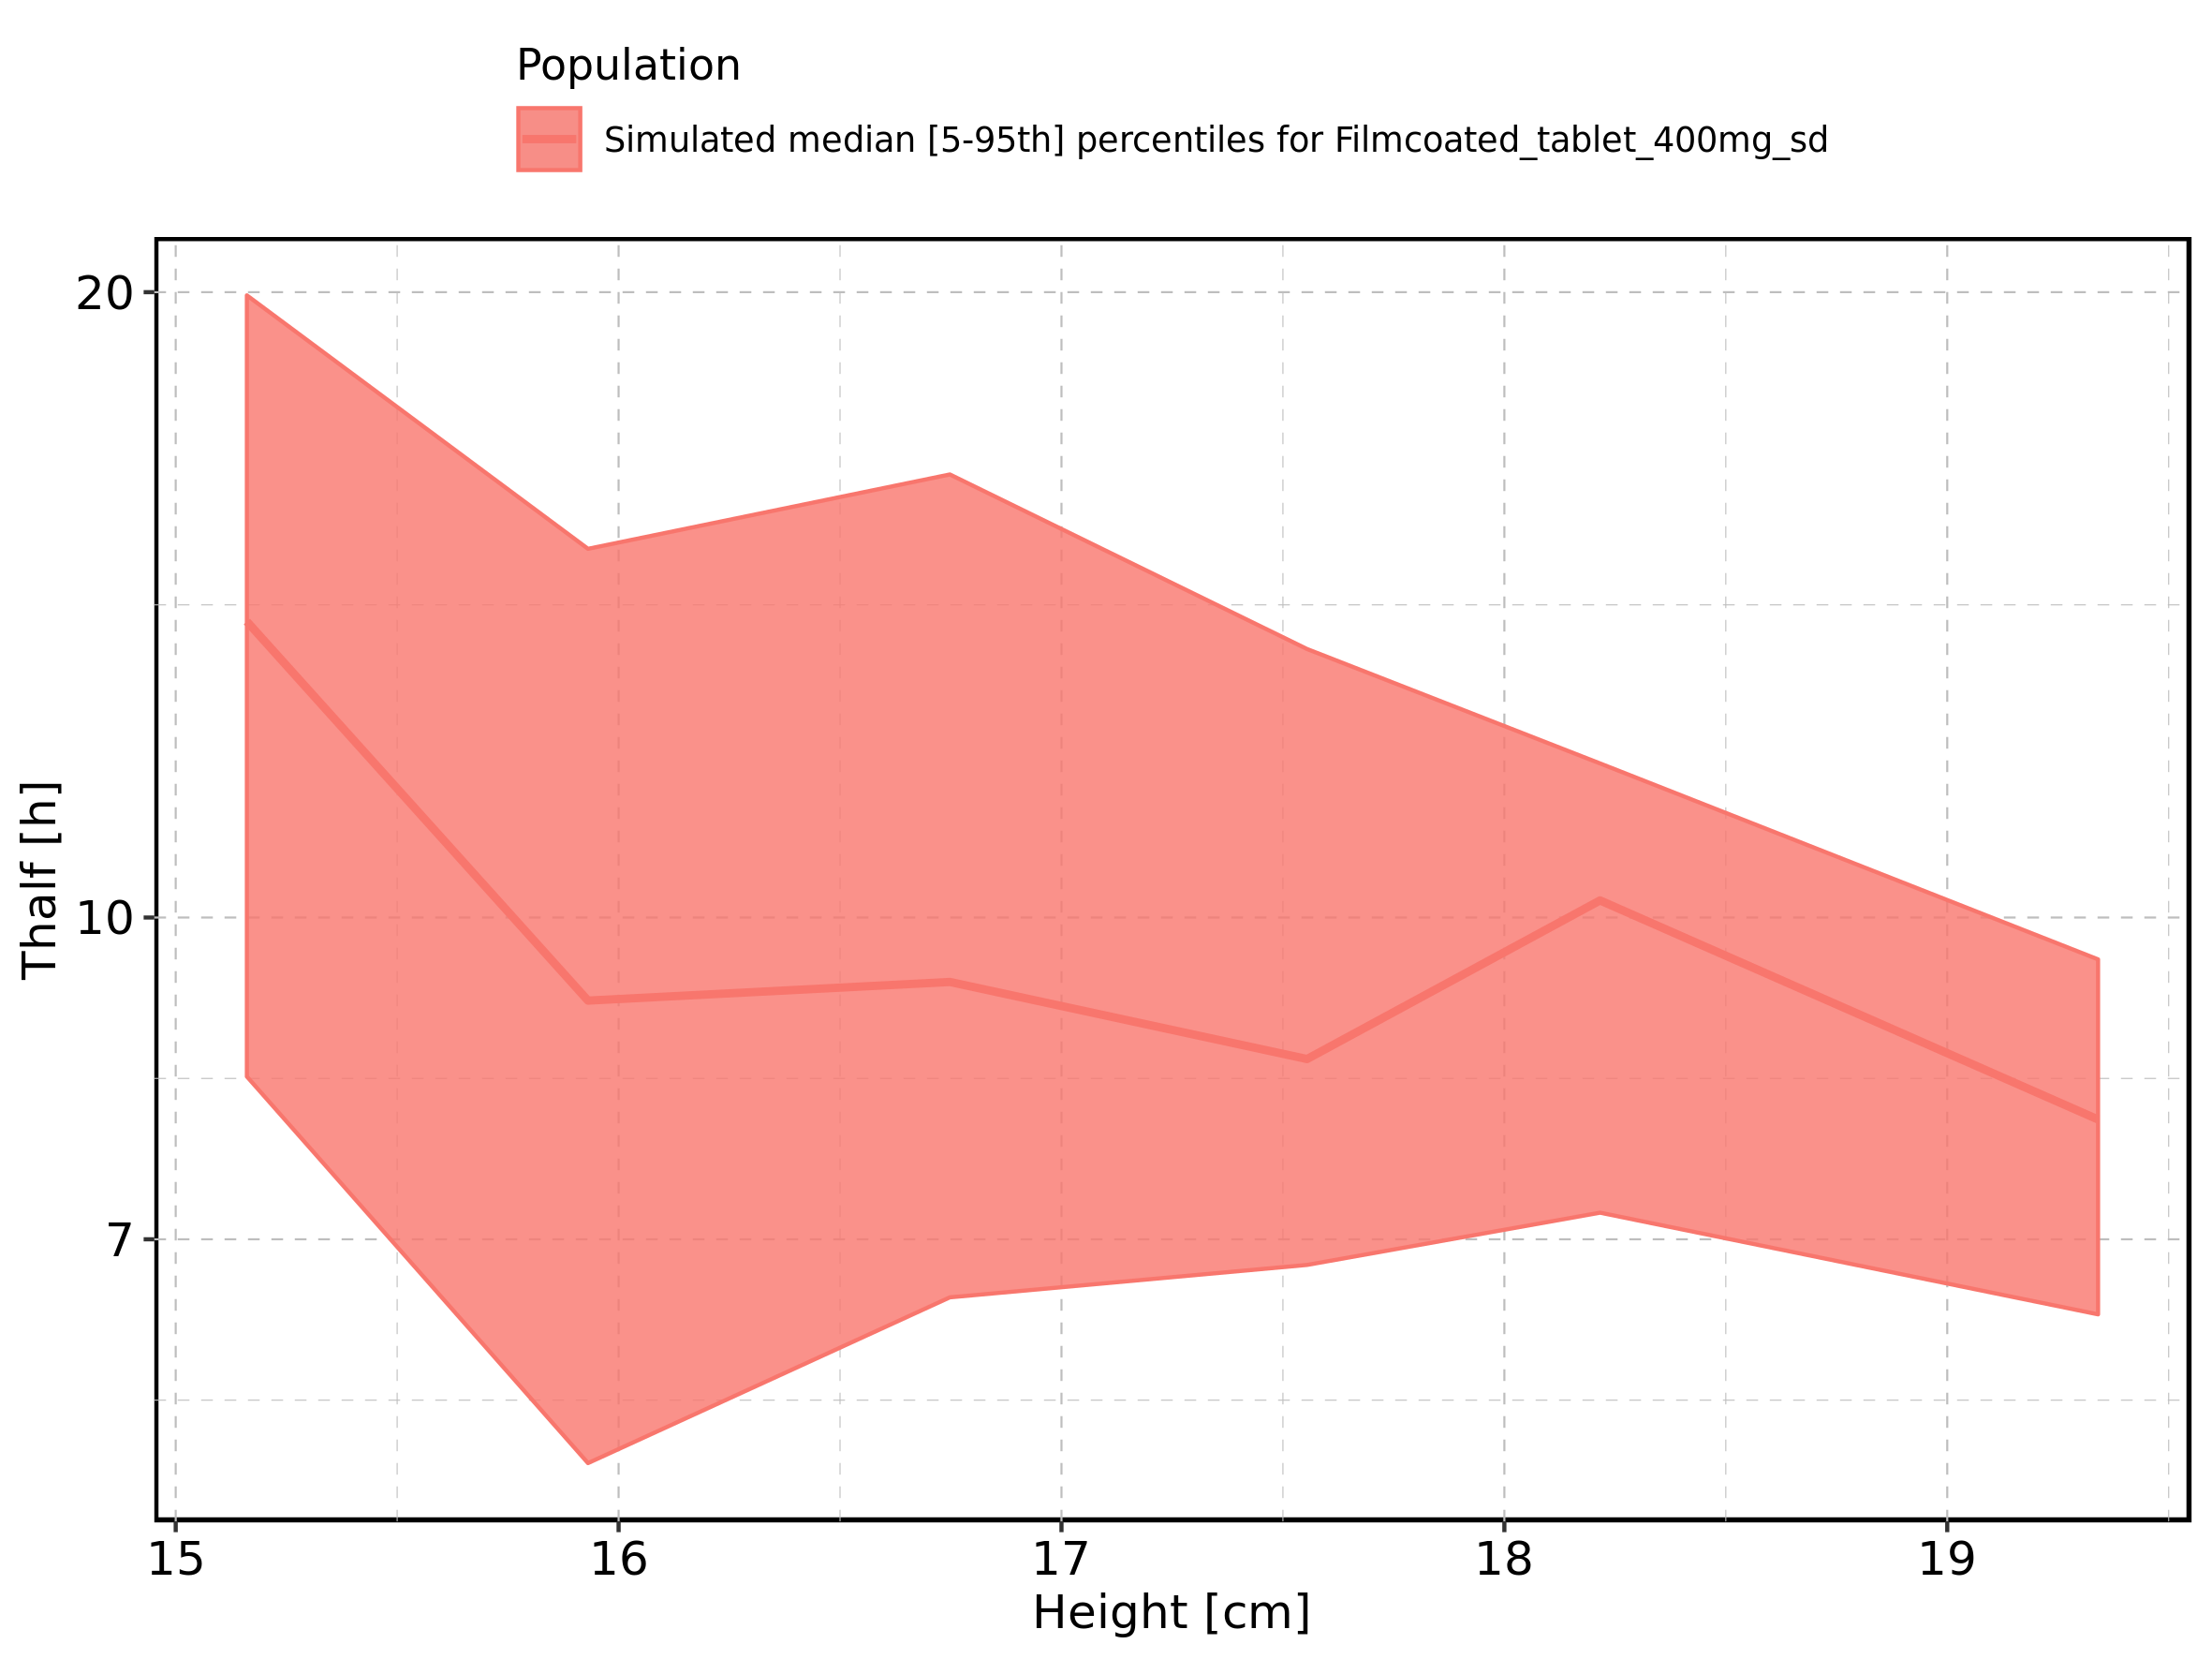 Population
Simulated median [5-95th] percentiles for Filmcoated_tablet_400mg_sd
20
10
7
Thalf [h]
15 16 17 18 19
Height [cm]